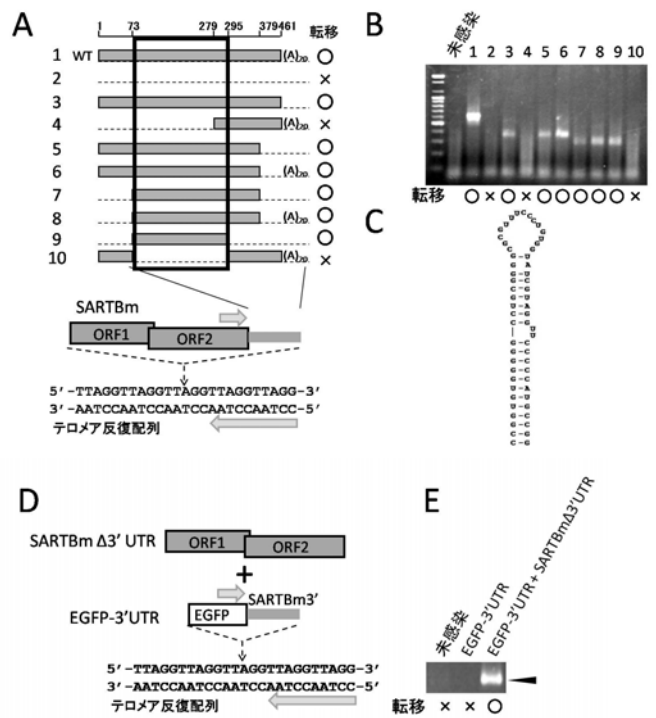 A
1 73 279 295 379 461 転移
1 WT (A)20 ○
2 ×
3 ○
4 (A)20 ×
5 ○
6 (A)20 ○
7 ○
8 (A)20 ○
9 ○
10 (A)20 ×
SARTBm
ORF1 ORF2
5'-TTAGGTTAGGTTAGGTTAGGTTAGG-3'
3'-AATCCAATCCAATCCAATCCAATCC-5'
テロメア反復配列
B
未感染 1 2 3 4 5 6 7 8 9 10
転移 ○ × ○ × ○ ○ ○ ○ ○ ×
C
D
SARTBm Δ3' UTR
ORF1 ORF2
+
SARTBm3'
EGFP-3'UTR
EGFP
5'-TTAGGTTAGGTTAGGTTAGGTTAGG-3'
3'-AATCCAATCCAATCCAATCCAATCC-5'
テロメア反復配列
E
未感染
EGFP-3'UTR
EGFP-3'UTR + SARTBmΔ3'UTR
転移 × × ○